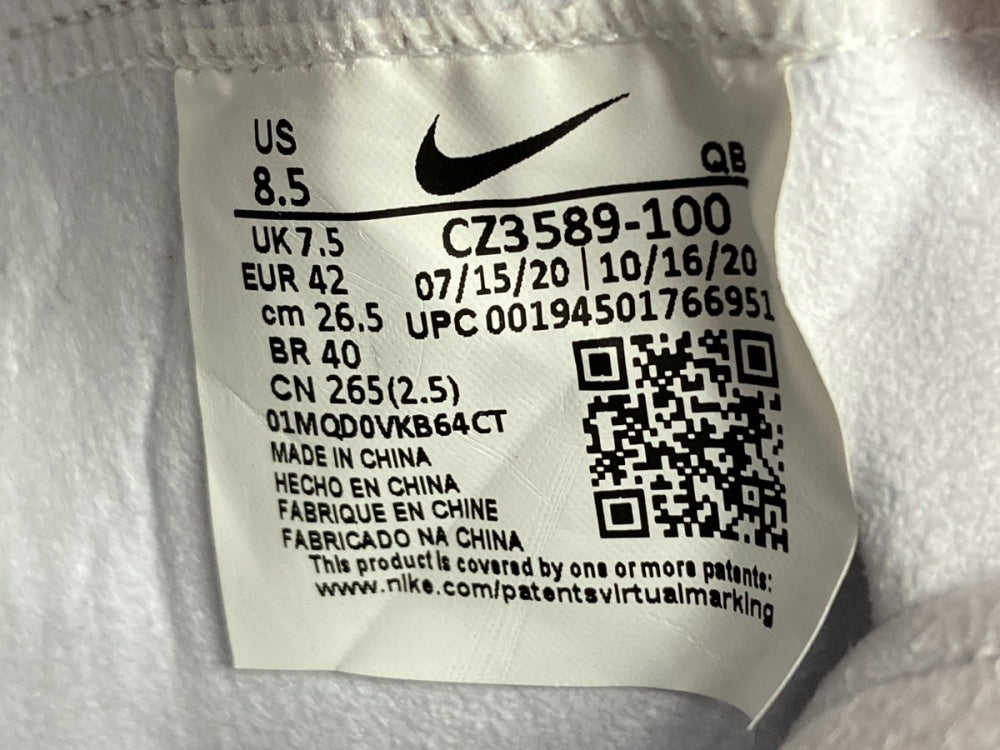 US
8.5
QB
UK 7.5
CZ3589-100
EUR 42
07/15/20 | 10/16/20
cm 26.5
UPC 00194501766951
BR 40
CN 265(2.5)
01MQD0VKB64CT
MADE IN CHINA
HECHO EN CHINA
FABRIQUE EN CHINE
FABRICADO NA CHINA
This product is covered by one or more patents:
www.nike.com/patentsvirtualmarking